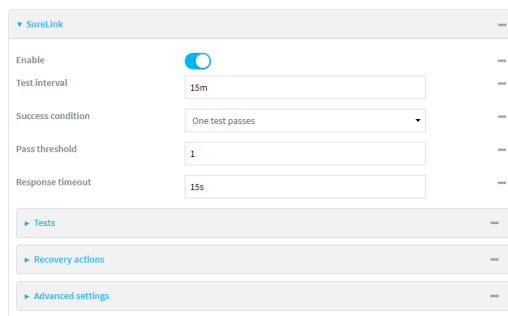 SureLink
Enable
Test interval
15m
Success condition
One test passes
Pass threshold
1
Response timeout
15s
Tests
Recovery actions
Advanced settings